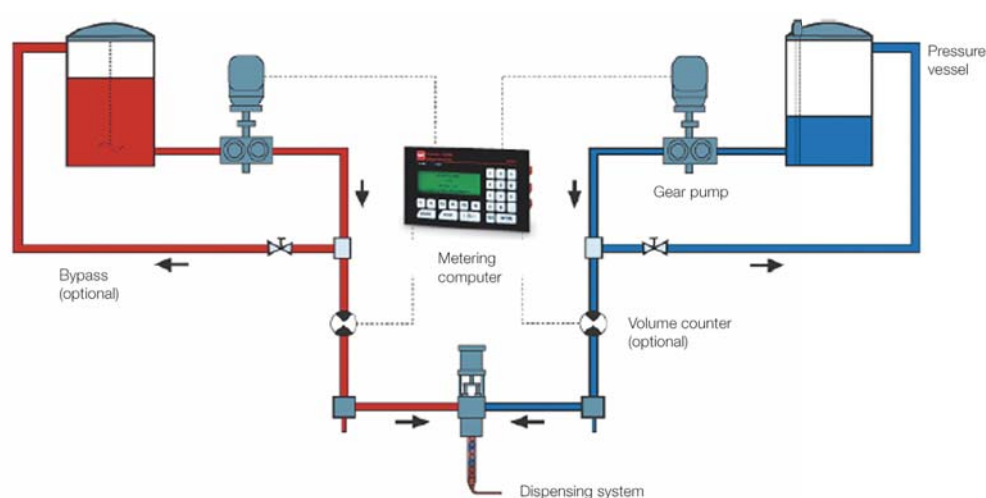 Pressure
vessel
Gear pump
Metering
computer
Bypass
(optional)
Volume counter
(optional)
Dispensing system